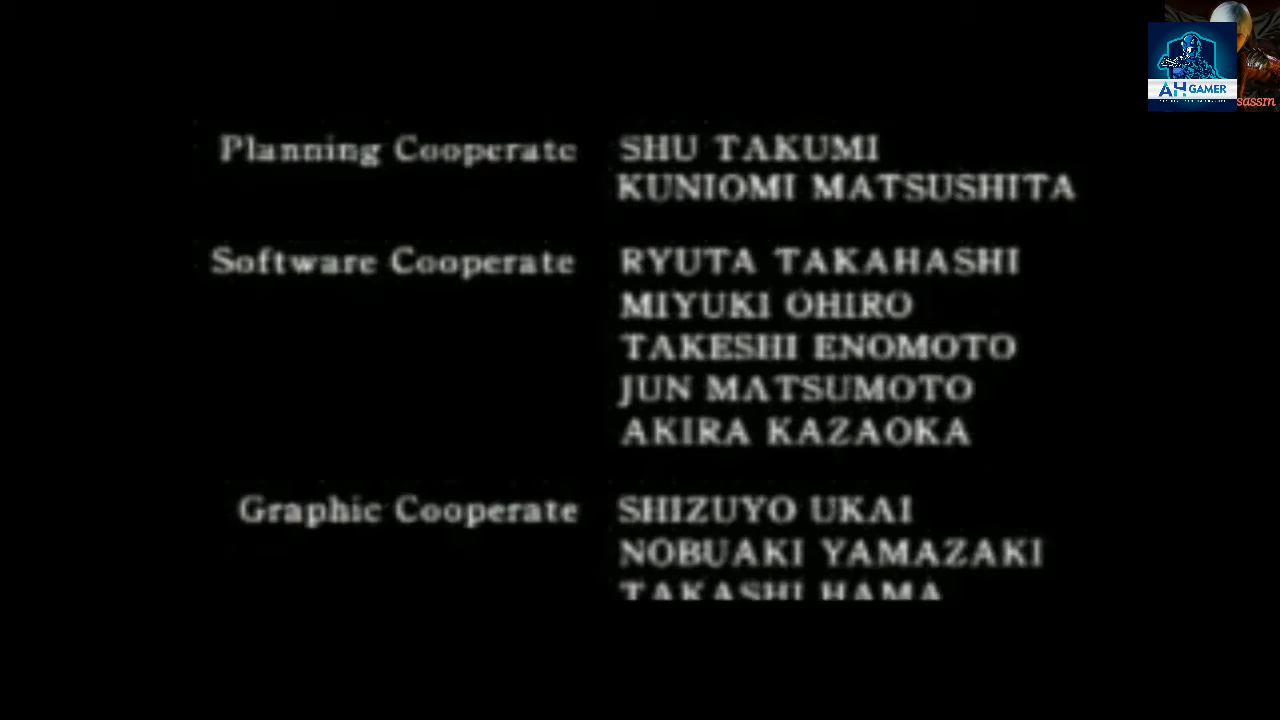 AH GAMER
sassin
Planning Cooperate SHU TAKUMI
KUNIOMI MATSUSHITA
Software Cooperate RYUTA TAKAHASHI
MIYUKI OHIRO
TAKESHI ENOMOTO
JUN MATSUMOTO
AKIRA KAZAOKA
Graphic Cooperate SHIZUYO UKAI
NOBUAKI YAMAZAKI
TAKASHI HAMA